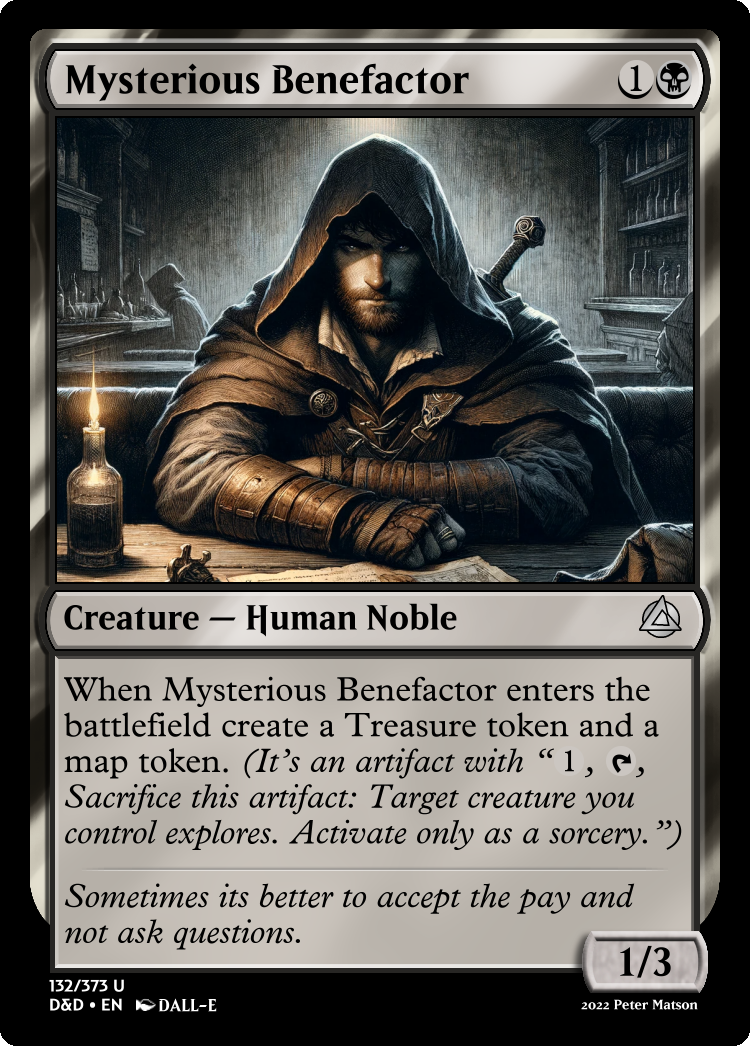 Mysterious Benefactor 1
Creature — Human Noble
When Mysterious Benefactor enters the
battlefield create a Treasure token and a
map token. (It's an artifact with “ 1 , ,
Sacrifice this artifact: Target creature you
control explores. Activate only as a sorcery.”)
Sometimes its better to accept the pay and
not ask questions.
1/3
132/373 U
D&D • EN DALL-E
2022 Peter Matson